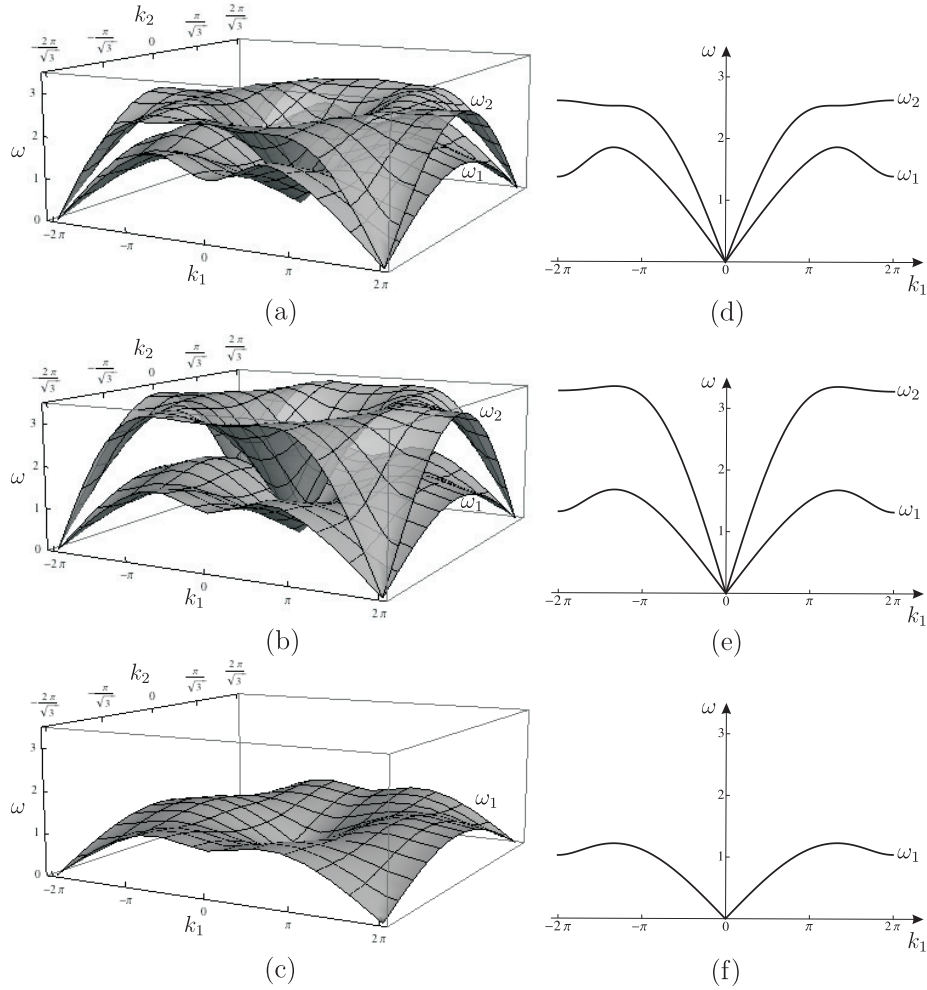 k₂
−2π/√3 −π/√3 0 π/√3 2π/√3
3
2
ω
1
0
ω₂
ω₁
−2π −π 0 π 2π
k₁
(a)
ω
3
2
1
ω₂
ω₁
−2π −π 0 π 2π
k₁
(d)
k₂
−2π/√3 −π/√3 0 π/√3 2π/√3
3
2
ω
1
0
ω₂
ω₁
−2π −π 0 π 2π
k₁
(b)
ω
3
2
1
ω₂
ω₁
−2π −π 0 π 2π
k₁
(e)
k₂
−2π/√3 −π/√3 0 π/√3 2π/√3
3
2
ω
1
0
ω₁
−2π −π 0 π 2π
k₁
(c)
ω
3
2
1
ω₁
−2π −π 0 π 2π
k₁
(f)